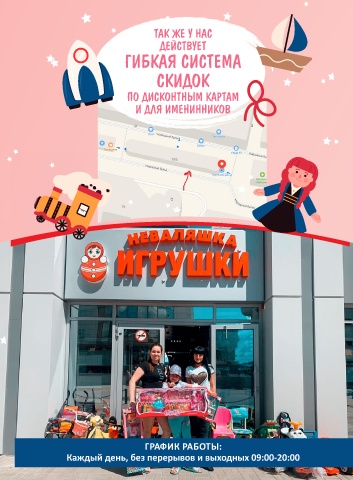 ТАК ЖЕ У НАС
ДЕЙСТВУЕТ
ГИБКАЯ СИСТЕМА
СКИДОК
ПО ДИСКОНТНЫМ КАРТАМ
И ДЛЯ ИМЕНИННИКОВ
НЕВАЛЯШКА
ИГРУШКИ
ГРАФИК РАБОТЫ:
Каждый день, без перерывов и выходных 09:00-20:00